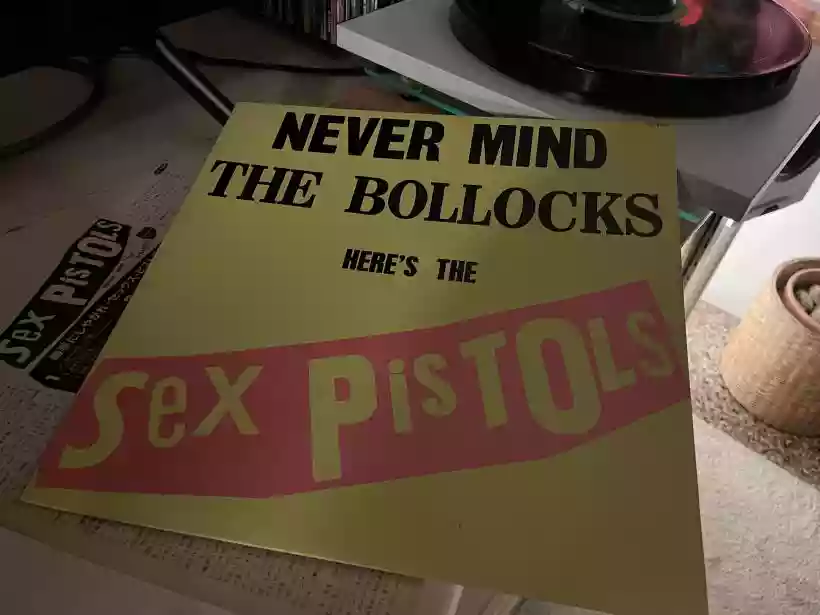 NEVER MIND
THE BOLLOCKS
HERE'S THE
Sex PisTOLS
Sex PisTOLS